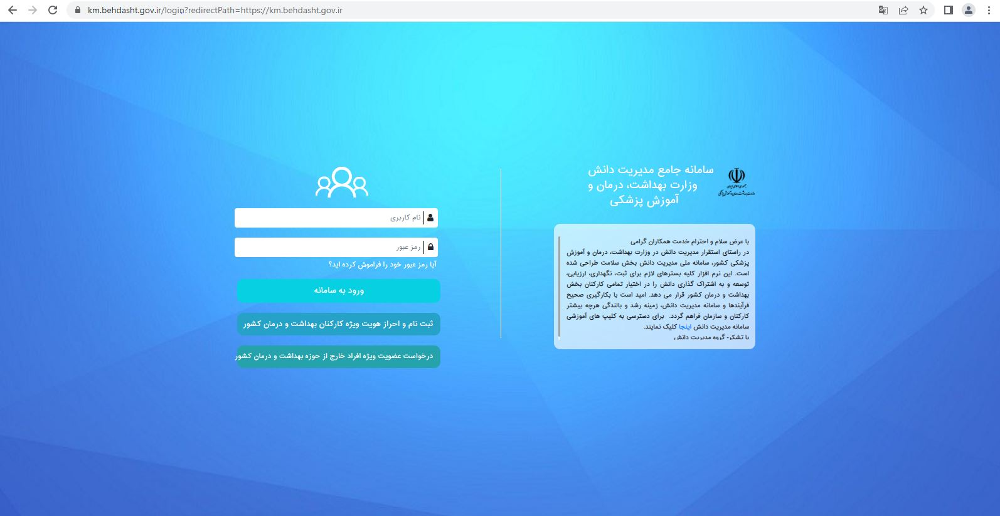 km.behdasht.gov.ir/login?redirectPath=https://km.behdasht.gov.ir
سامانه جامع مدیریت دانش
وزارت بهداشت، درمان و
آموزش پزشکی
با عرض سلام و احترام خدمت همکاران گرامی
در راستای استقرار مدیریت دانش در وزارت بهداشت، درمان و آموزش
پزشکی کشور، سامانه ملی مدیریت دانش بخش سلامت طراحی شده
است. این نرم افزار کلیه بسترهای لازم برای ثبت، نگهداری، ارزیابی،
توسعه و به اشتراک گذاری دانش را در اختیار تمامی کارکنان بخش
بهداشت و درمان کشور قرار می دهد. امید است با بکارگیری صحیح
فرآیندها و سامانه مدیریت دانش، زمینه رشد و بالندگی هرچه بیشتر
کارکنان و سازمان فراهم گردد. برای دسترسی به کلیپ های آموزشی
سامانه مدیریت دانش اینجا کلیک نمایند.
با تشکر- گروه مدیریت دانش
نام کاربری
رمز عبور
آیا رمز عبور خود را فراموش کرده اید؟
ورود به سامانه
ثبت نام و احراز هویت ویژه کارکنان بهداشت و درمان کشور
درخواست عضویت ویژه افراد خارج از حوزه بهداشت و درمان کشور